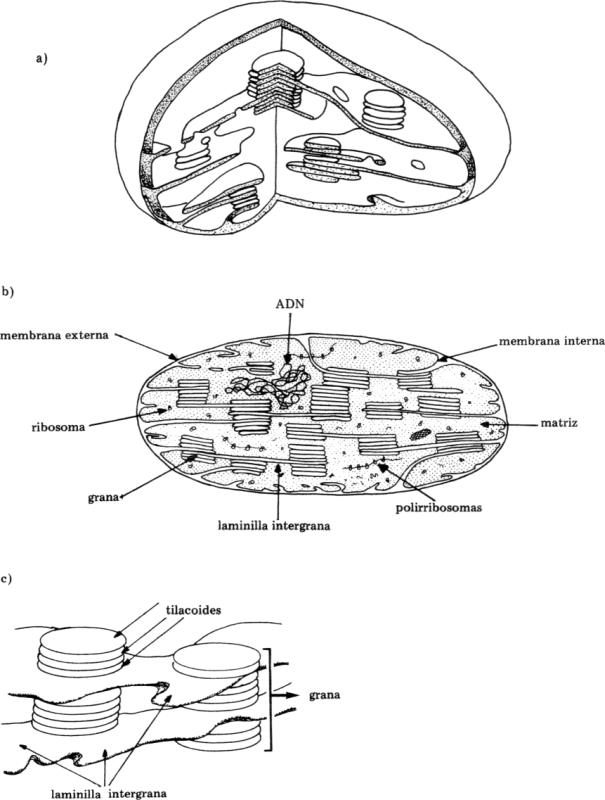 a)
b)
ADN
membrana externa
membrana interna
ribosoma
matriz
grana
polirribosomas
laminilla intergrana
c)
tilacoides
grana
laminilla intergrana